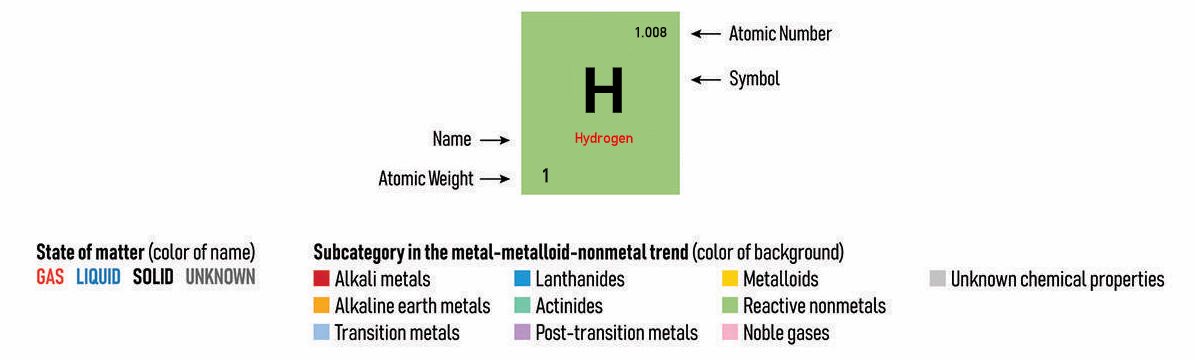 1.008
Atomic Number
H
Symbol
Name
Hydrogen
Atomic Weight
1
State of matter (color of name)
GAS LIQUID SOLID UNKNOWN
Subcategory in the metal-metalloid-nonmetal trend (color of background)
Alkali metals
Alkaline earth metals
Transition metals
Lanthanides
Actinides
Post-transition metals
Metalloids
Reactive nonmetals
Noble gases
Unknown chemical properties